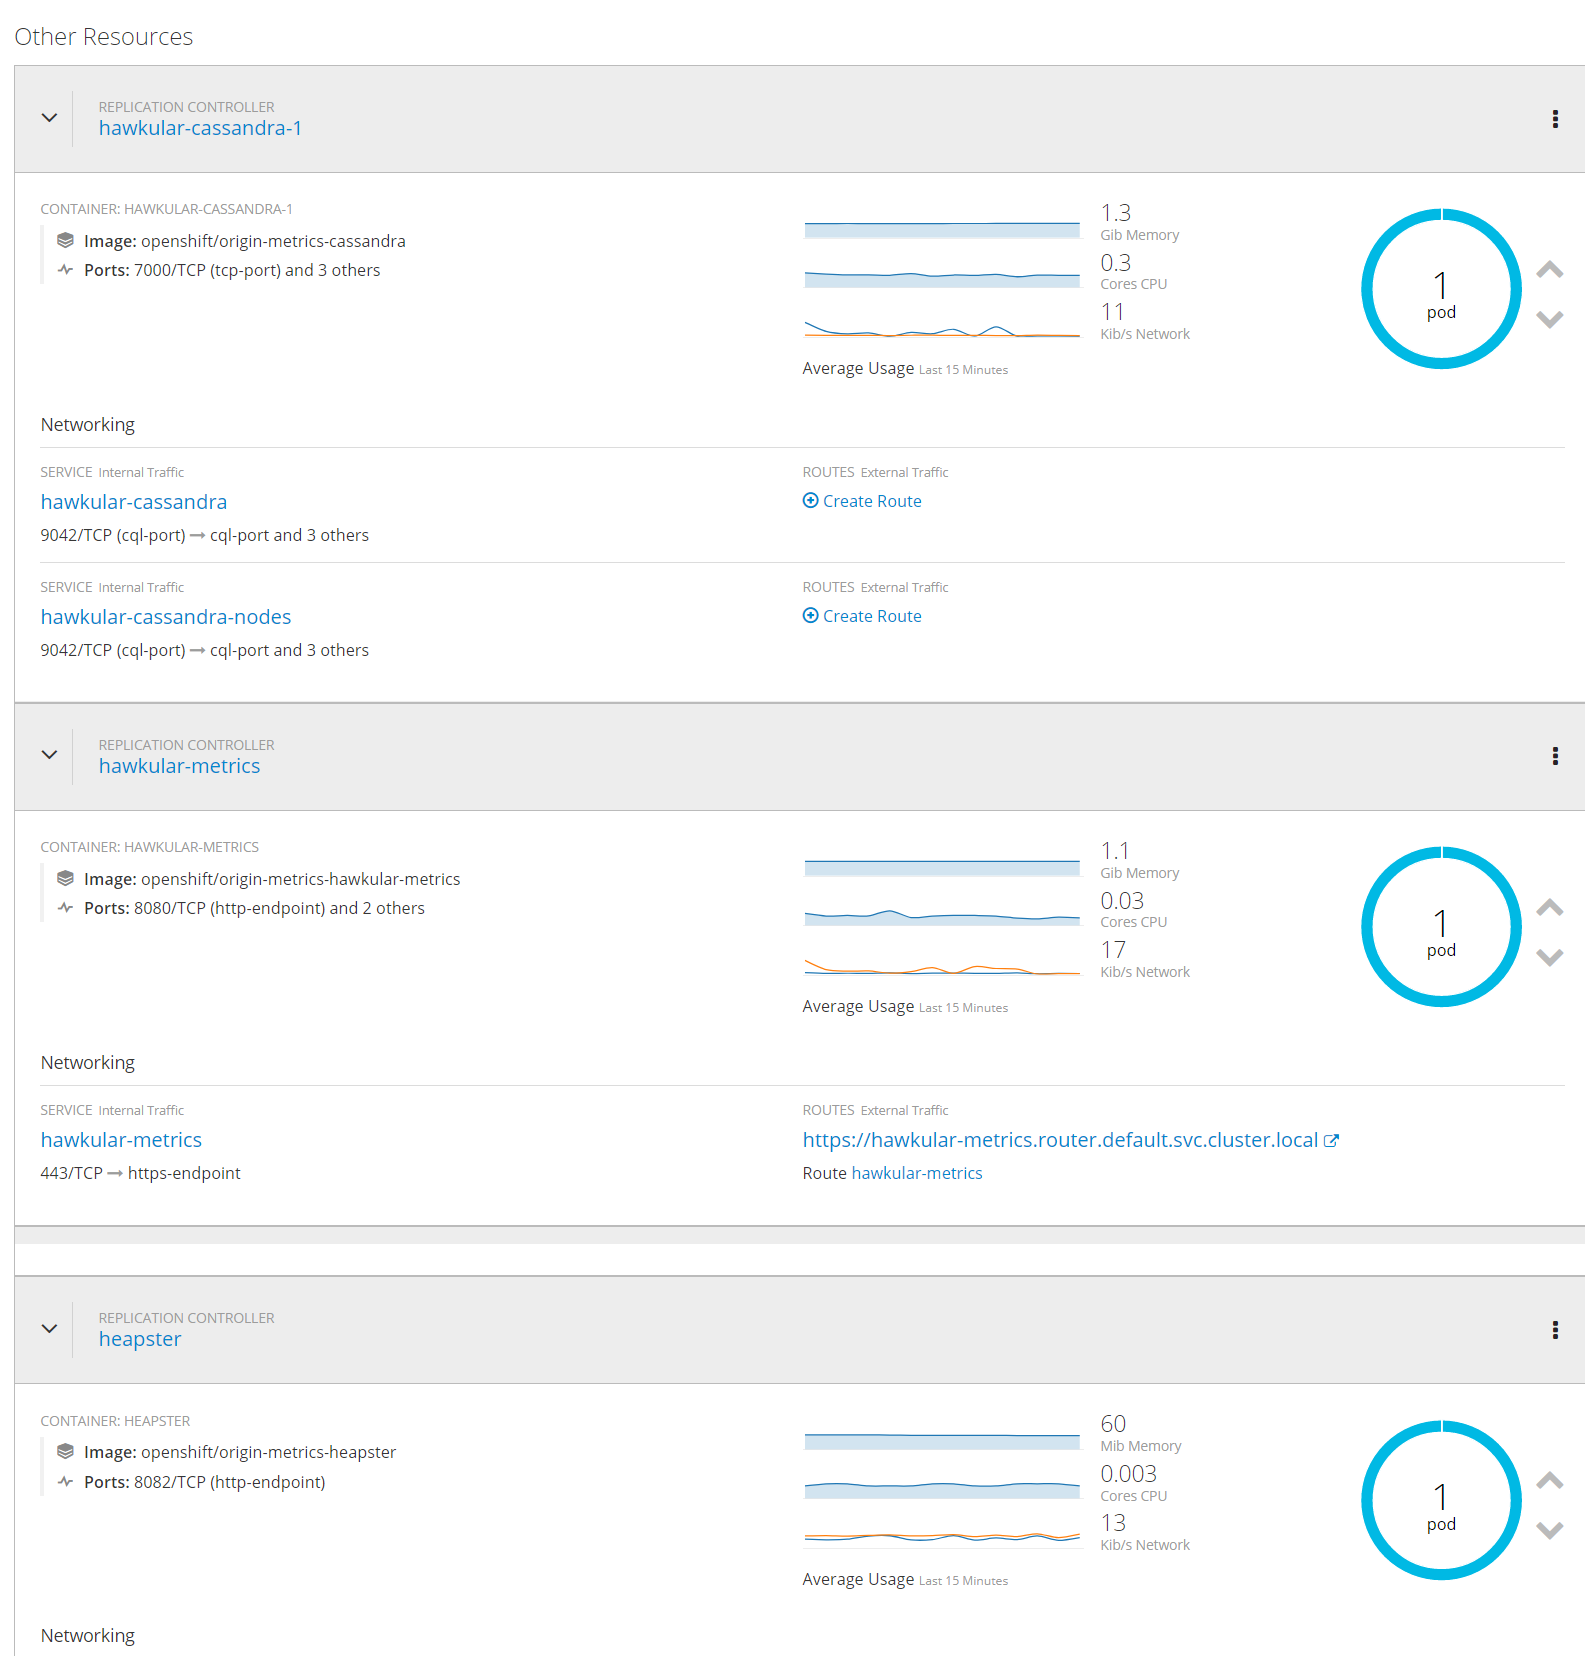 Other Resources
REPLICATION CONTROLLER
hawkular-cassandra-1
CONTAINER: HAWKULAR-CASSANDRA-1
Image: openshift/origin-metrics-cassandra
Ports: 7000/TCP (tcp-port) and 3 others
1.3
Gib Memory
0.3
Cores CPU
11
Kib/s Network
Average Usage Last 15 Minutes
1
pod
Networking
SERVICE Internal Traffic
hawkular-cassandra
9042/TCP (cql-port) → cql-port and 3 others
ROUTES External Traffic
Create Route
SERVICE Internal Traffic
hawkular-cassandra-nodes
9042/TCP (cql-port) → cql-port and 3 others
ROUTES External Traffic
Create Route
REPLICATION CONTROLLER
hawkular-metrics
CONTAINER: HAWKULAR-METRICS
Image: openshift/origin-metrics-hawkular-metrics
Ports: 8080/TCP (http-endpoint) and 2 others
1.1
Gib Memory
0.03
Cores CPU
17
Kib/s Network
Average Usage Last 15 Minutes
1
pod
Networking
SERVICE Internal Traffic
hawkular-metrics
443/TCP → https-endpoint
ROUTES External Traffic
https://hawkular-metrics.router.default.svc.cluster.local
Route hawkular-metrics
REPLICATION CONTROLLER
heapster
CONTAINER: HEAPSTER
Image: openshift/origin-metrics-heapster
Ports: 8082/TCP (http-endpoint)
60
Mib Memory
0.003
Cores CPU
13
Kib/s Network
Average Usage Last 15 Minutes
1
pod
Networking